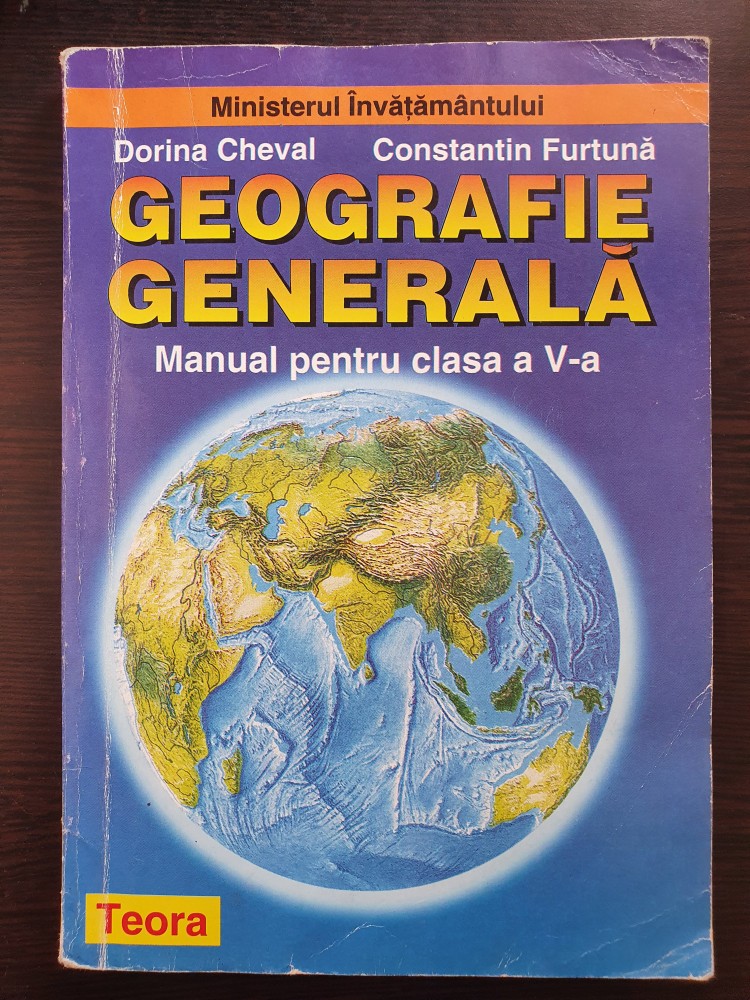 Ministerul Învățământului
Dorina Cheval Constantin Furtună
GEOGRAFIE
GENERALĂ
Manual pentru clasa a V-a
Teora